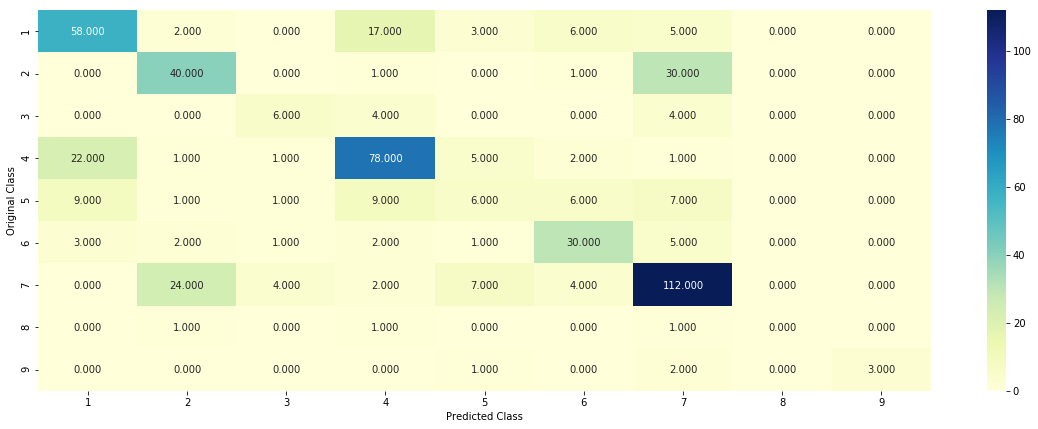 1 58.000 2.000 0.000 17.000 3.000 6.000 5.000 0.000 0.000
2 0.000 40.000 0.000 1.000 0.000 1.000 30.000 0.000 0.000
3 0.000 0.000 6.000 4.000 0.000 0.000 4.000 0.000 0.000
4 22.000 1.000 1.000 78.000 5.000 2.000 1.000 0.000 0.000
5 9.000 1.000 1.000 9.000 6.000 6.000 7.000 0.000 0.000
6 3.000 2.000 1.000 2.000 1.000 30.000 5.000 0.000 0.000
7 0.000 24.000 4.000 2.000 7.000 4.000 112.000 0.000 0.000
8 0.000 1.000 0.000 1.000 0.000 0.000 1.000 0.000 0.000
9 0.000 0.000 0.000 0.000 1.000 0.000 2.000 0.000 3.000
1 2 3 4 5 6 7 8 9
Predicted Class
Original Class
100
80
60
40
20
0